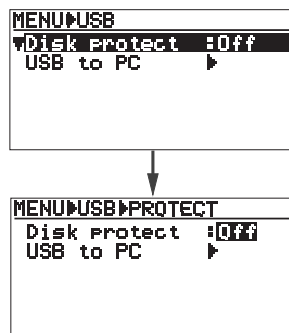 MENU▶USB
▼Disk protect :Off
USB to PC ▶
MENU▶USB▶PROTECT
Disk protect :Off
USB to PC ▶